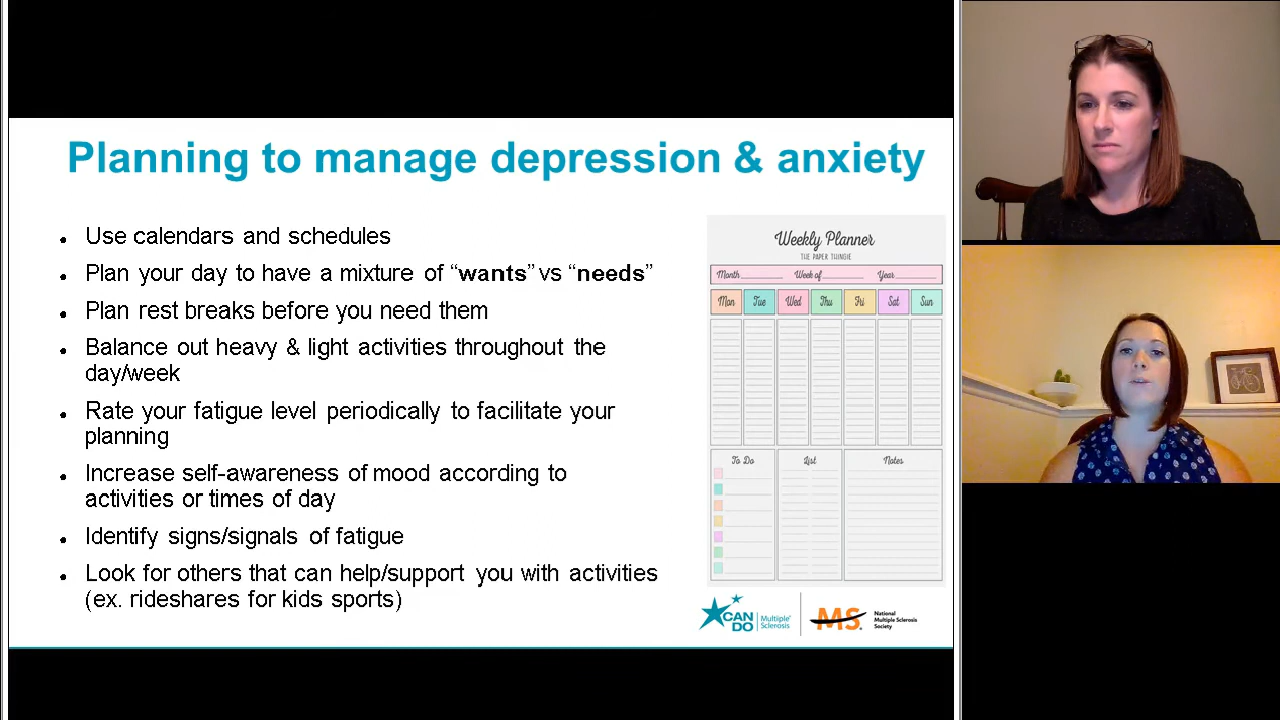 Planning to manage depression & anxiety
Use calendars and schedules
Plan your day to have a mixture of “wants” vs “needs”
Plan rest breaks before you need them
Balance out heavy & light activities throughout the
day/week
Rate your fatigue level periodically to facilitate your
planning
Increase self-awareness of mood according to
activities or times of day
Identify signs/signals of fatigue
Look for others that can help/support you with activities
(ex. rideshares for kids sports)
Weekly Planner
THE PAPER THINGIE
Month Week of Year
Mon Tue Wed Thu Fri Sat Sun
To Do List Notes
CAN DO Multiple Sclerosis
MS National Multiple Sclerosis Society